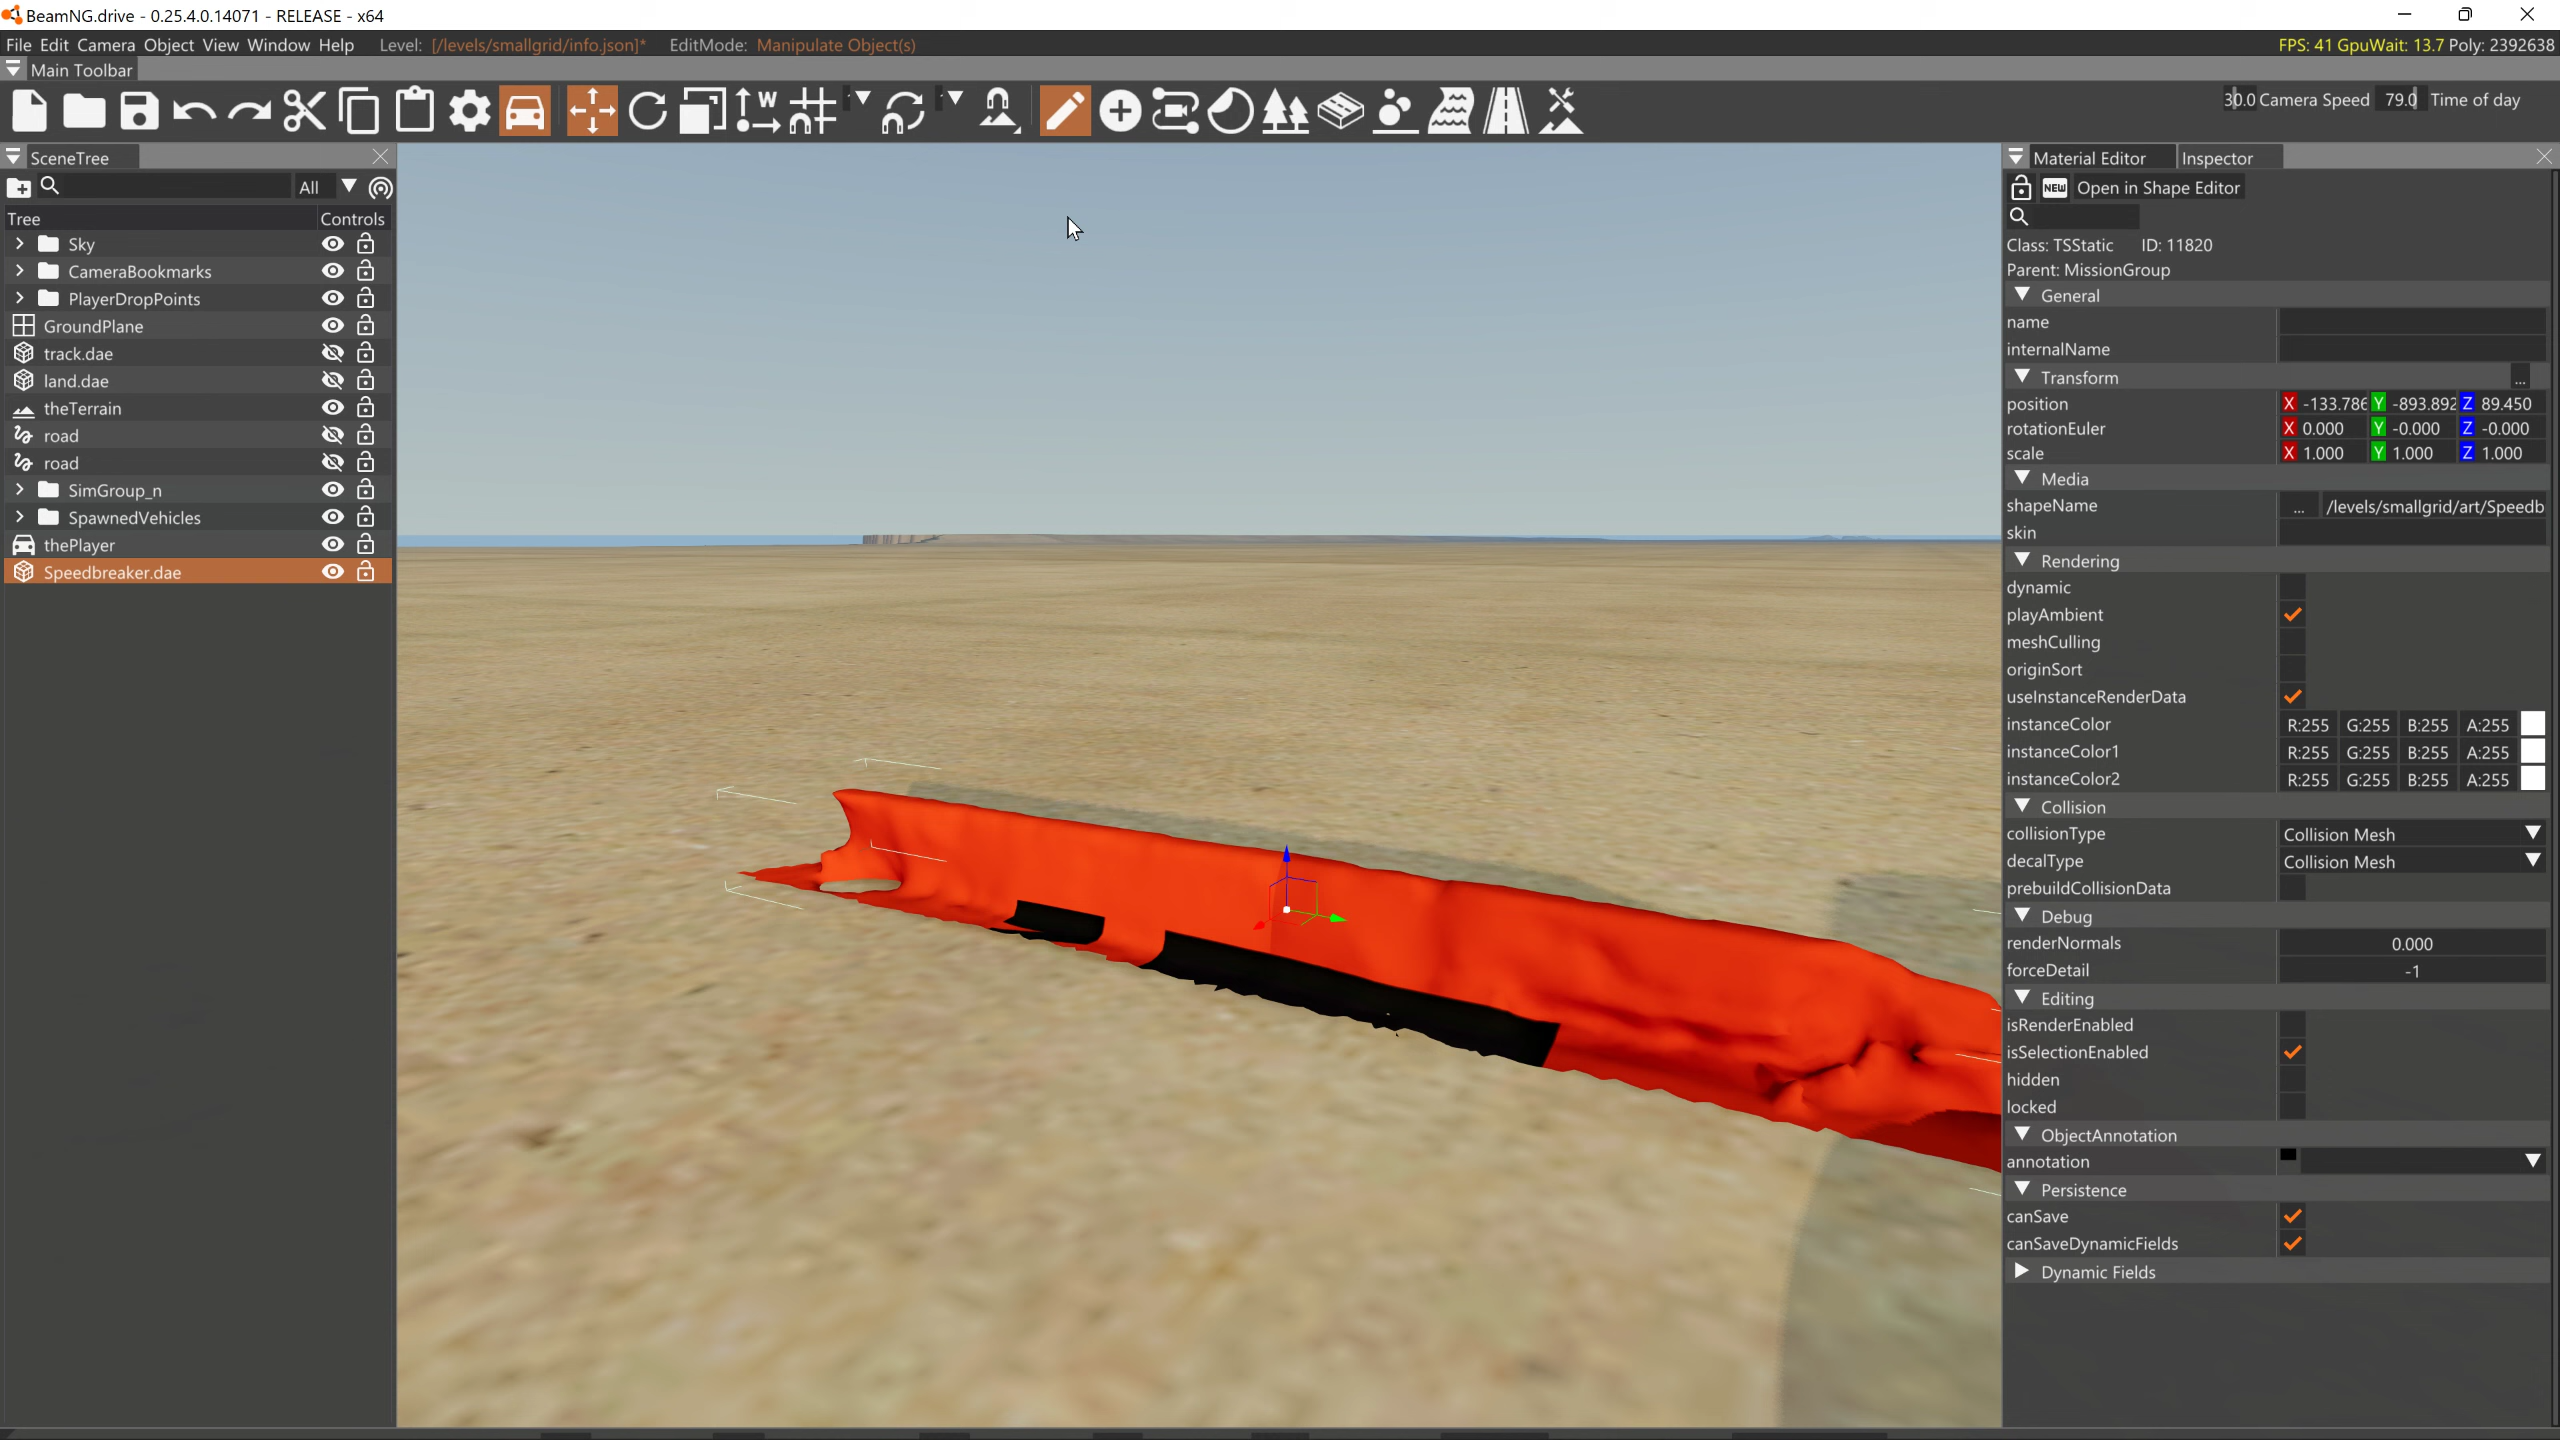 BeamNG.drive - 0.25.4.0.14071 - RELEASE - x64
File Edit Camera Object View Window Help Level: [/levels/smallgrid/info.json]* EditMode: Manipulate Object(s) FPS: 41 GpuWait: 13.7 Poly: 2392638
Main Toolbar
W 30.0 Camera Speed 79.0 Time of day
SceneTree
All
Tree Controls
Sky
CameraBookmarks
PlayerDropPoints
GroundPlane
track.dae
land.dae
theTerrain
road
road
SimGroup_n
SpawnedVehicles
thePlayer
Speedbreaker.dae
Material Editor Inspector
NEW Open in Shape Editor
Class: TSStatic ID: 11820
Parent: MissionGroup
General
name
internalName
Transform ...
position X -133.786 Y -893.892 Z 89.450
rotationEuler X 0.000 Y -0.000 Z -0.000
scale X 1.000 Y 1.000 Z 1.000
Media
shapeName ... /levels/smallgrid/art/Speedb
skin
Rendering
dynamic
playAmbient
meshCulling
originSort
useInstanceRenderData
instanceColor R:255 G:255 B:255 A:255
instanceColor1 R:255 G:255 B:255 A:255
instanceColor2 R:255 G:255 B:255 A:255
Collision
collisionType Collision Mesh
decalType Collision Mesh
prebuildCollisionData
Debug
renderNormals 0.000
forceDetail -1
Editing
isRenderEnabled
isSelectionEnabled
hidden
locked
ObjectAnnotation
annotation
Persistence
canSave
canSaveDynamicFields
Dynamic Fields